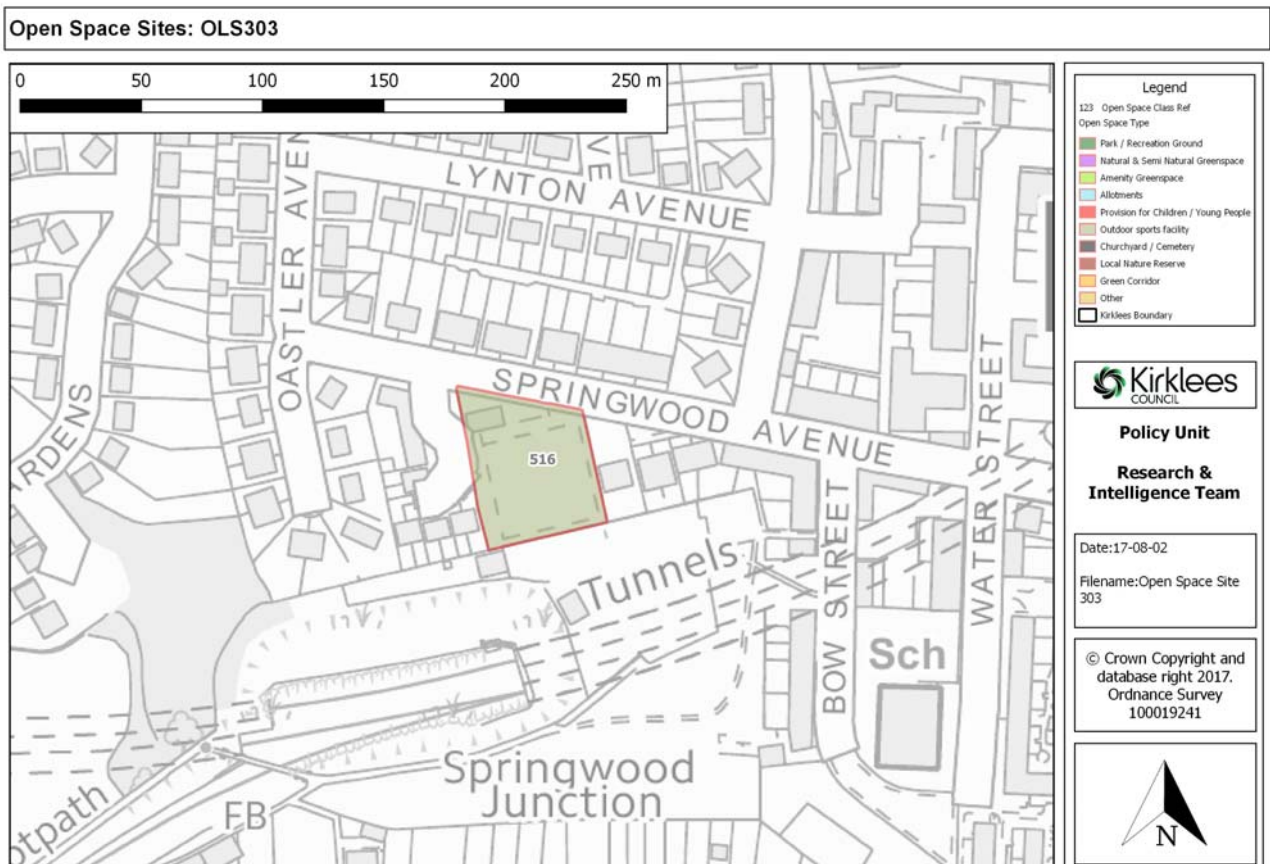 Open Space Sites: OLS303
0 50 100 150 200 250 m
LYNTON AVENUE
OASTLER AVEN
VE
SPRINGWOOD AVENUE
ARDENS
516
Tunnels
BOW STREET
WATER STREET
Sch
Springwood
Junction
FB
otpath
Legend
123 Open Space Class Ref
Open Space Type
Park / Recreation Ground
Natural & Semi Natural Greenspace
Amenity Greenspace
Allotments
Provision for Children / Young People
Outdoor sports facility
Churchyard / Cemetery
Local Nature Reserve
Green Corridor
Other
Kirklees Boundary
Kirklees
COUNCIL
Policy Unit
Research &
Intelligence Team
Date:17-08-02
Filename:Open Space Site
303
© Crown Copyright and
database right 2017.
Ordnance Survey
100019241
N